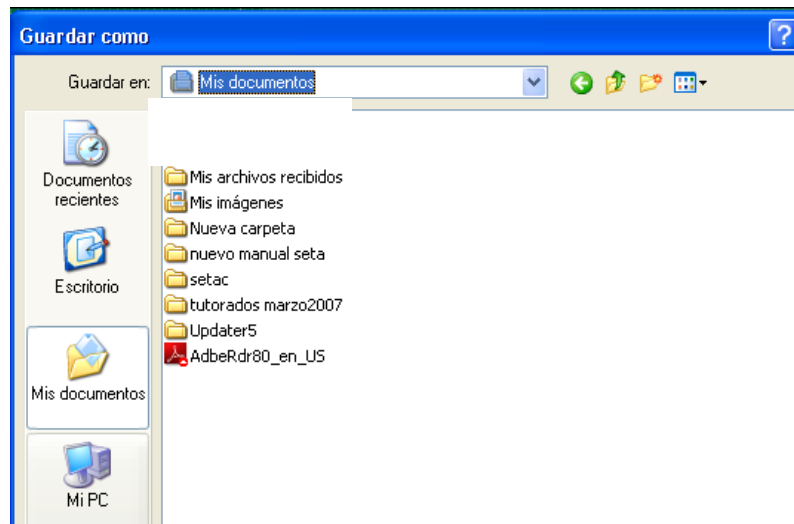 Guardar como
?
Guardar en:
Mis documentos
Documentos
recientes
Escritorio
Mis documentos
Mi PC
Mis archivos recibidos
Mis imágenes
Nueva carpeta
nuevo manual seta
setac
tutorados marzo2007
Updater5
AdbeRdr80_en_US